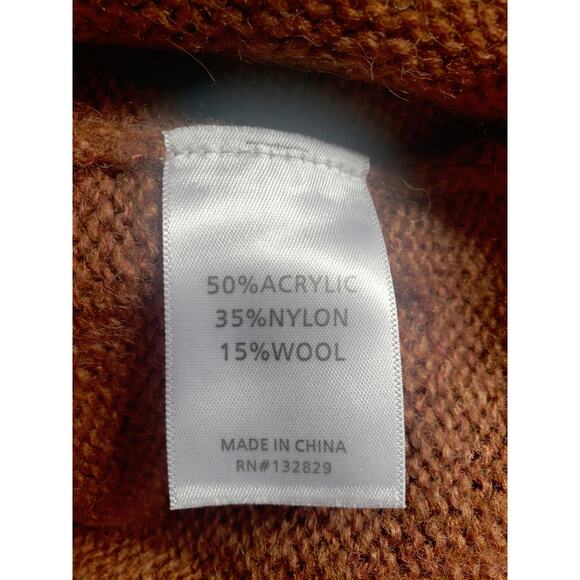 50%ACRYLIC
35%NYLON
15%WOOL
MADE IN CHINA
RN#132829